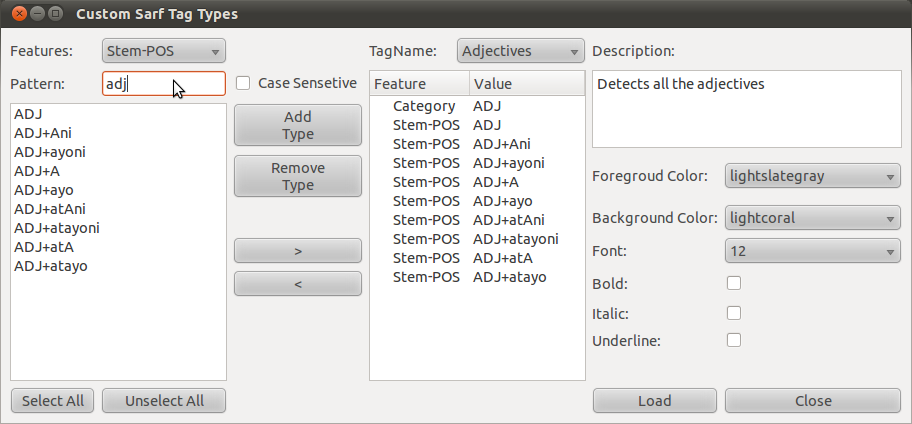 Custom Sarf Tag Types
Features: Stem-POS TagName: Adjectives Description:
Pattern: adj Case Sensetive
Feature Value
Detects all the adjectives
ADJ
ADJ+Ani
ADJ+ayoni
ADJ+A
ADJ+ayo
ADJ+atAni
ADJ+atayoni
ADJ+atA
ADJ+atayo
Add
Type
Remove
Type
>
<
Category ADJ
Stem-POS ADJ
Stem-POS ADJ+Ani
Stem-POS ADJ+ayoni
Stem-POS ADJ+A
Stem-POS ADJ+ayo
Stem-POS ADJ+atAni
Stem-POS ADJ+atayoni
Stem-POS ADJ+atA
Stem-POS ADJ+atayo
Foregroud Color: lightslategray
Background Color: lightcoral
Font: 12
Bold:
Italic:
Underline:
Select All Unselect All Load Close